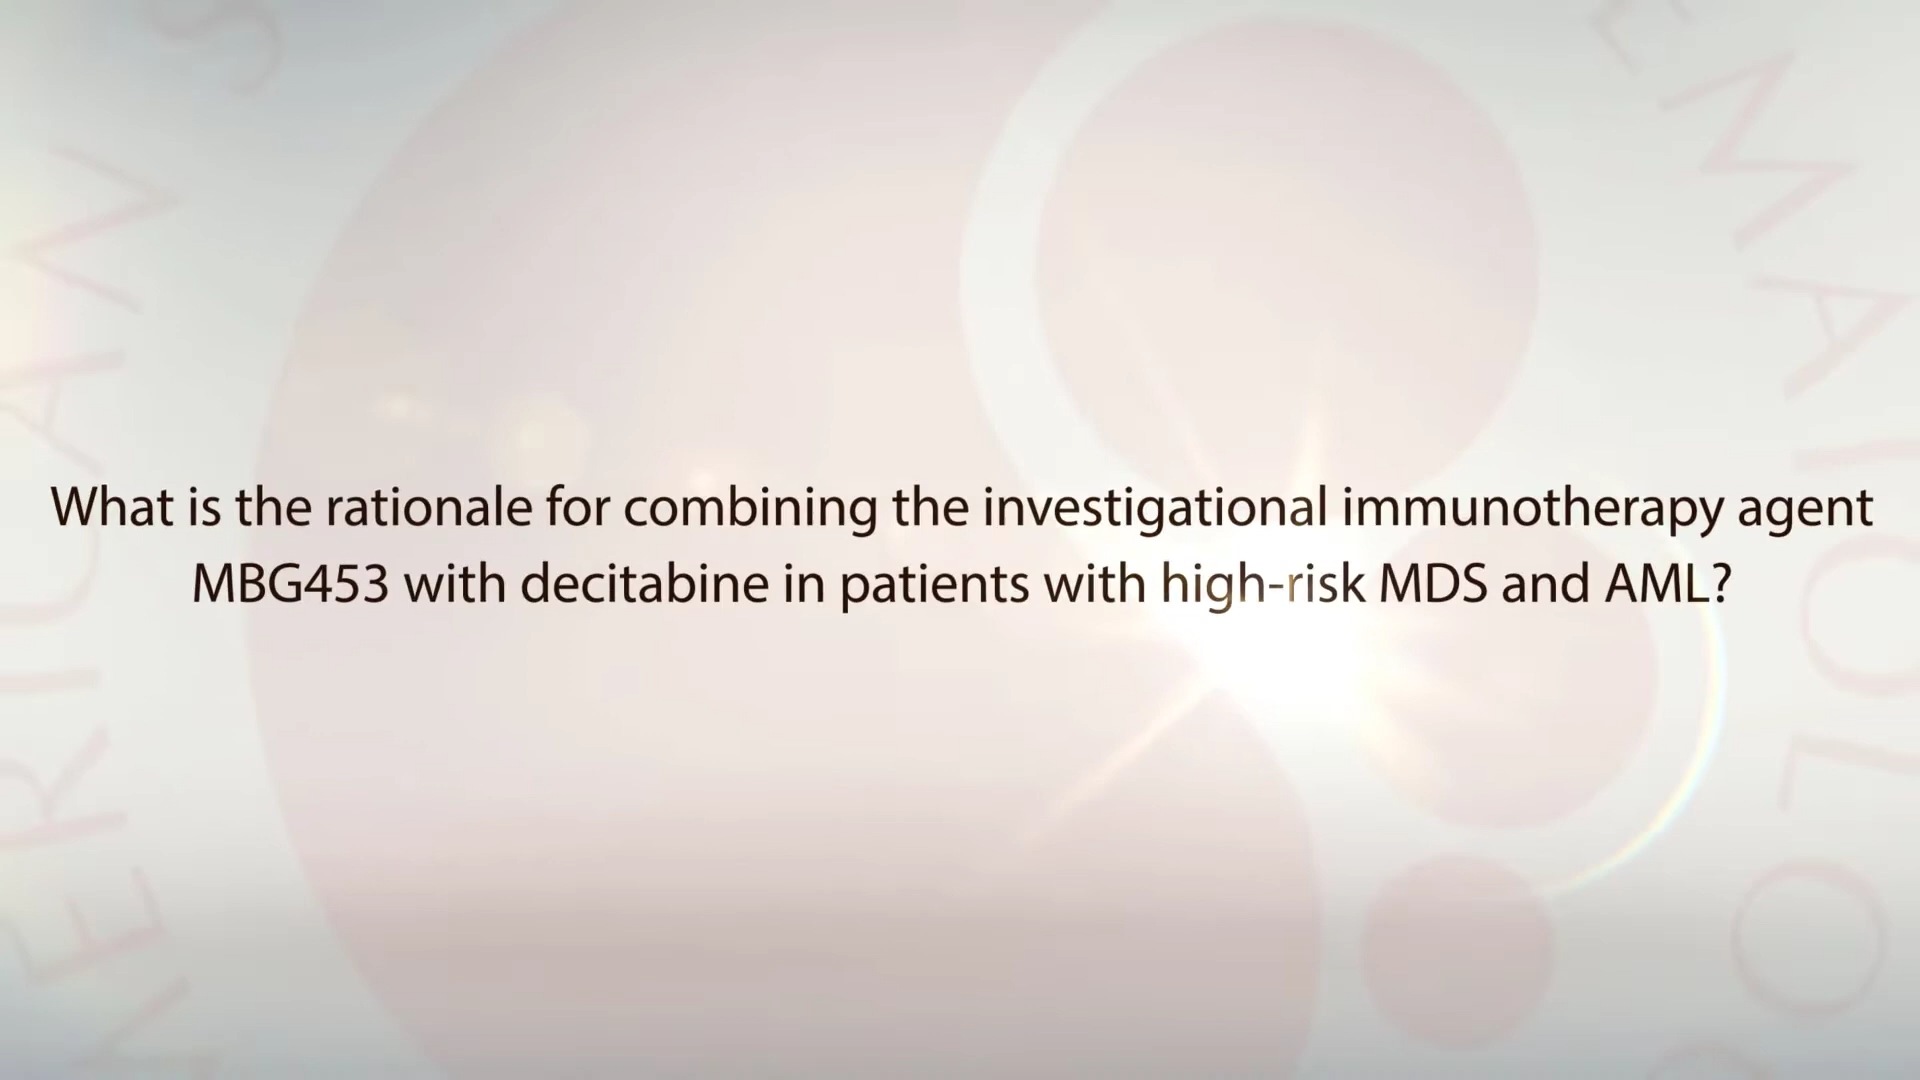 What is the rationale for combining the investigational immunotherapy agent
MBG453 with decitabine in patients with high-risk MDS and AML?